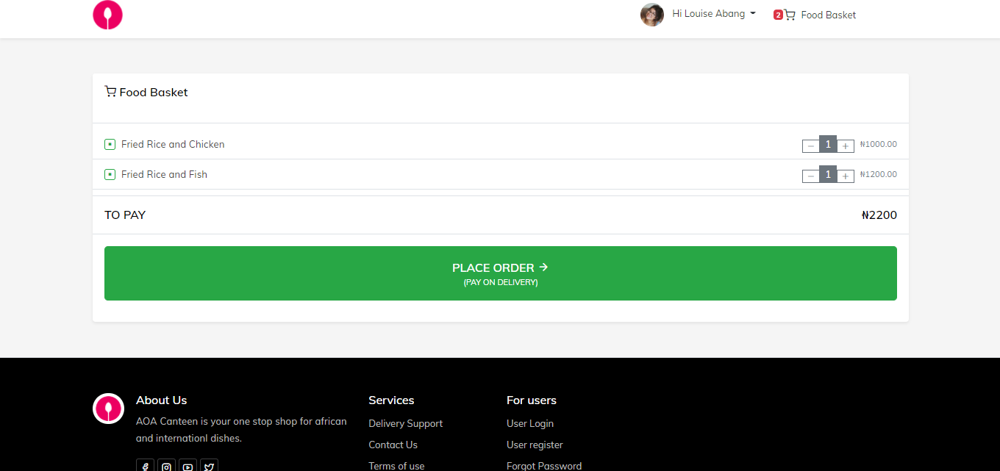 Hi Louise Abang
2 Food Basket
Food Basket
Fried Rice and Chicken − 1 + ₦1000.00
Fried Rice and Fish − 1 + ₦1200.00
TO PAY ₦2200
PLACE ORDER →
(PAY ON DELIVERY)
About Us
AOA Canteen is your one stop shop for african
and internationl dishes.
Services
Delivery Support
Contact Us
Terms of use
For users
User Login
User register
Forgot Password